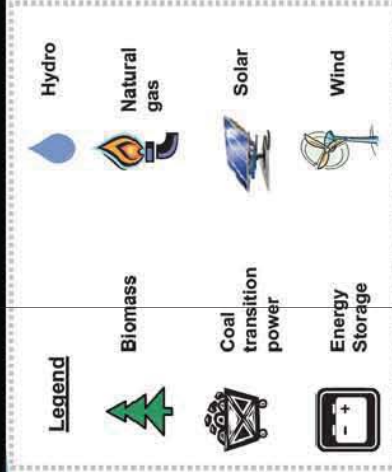 Legend
Biomass
Coal
transition
power
Energy
Storage
- +
Hydro
Natural
gas
Solar
Wind